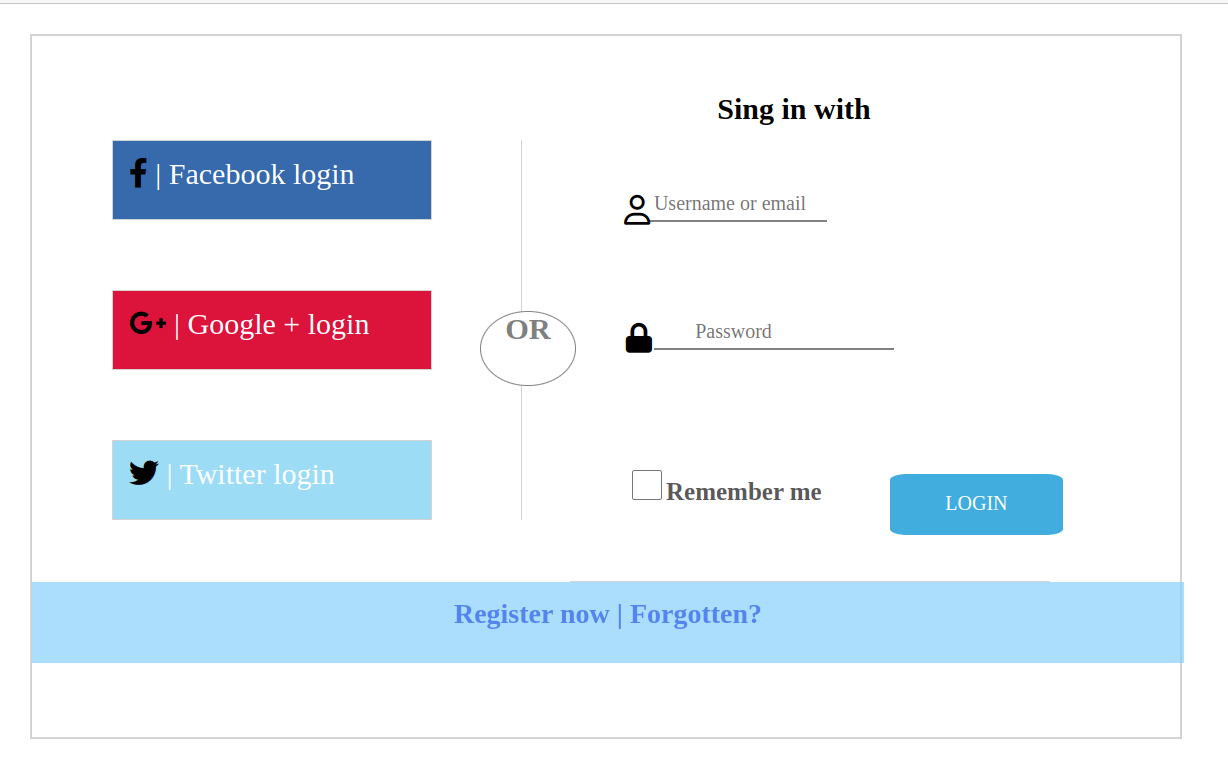 Sing in with
| Facebook login
Username or email
| Google + login
OR
Password
| Twitter login
Remember me
LOGIN
Register now | Forgotten?